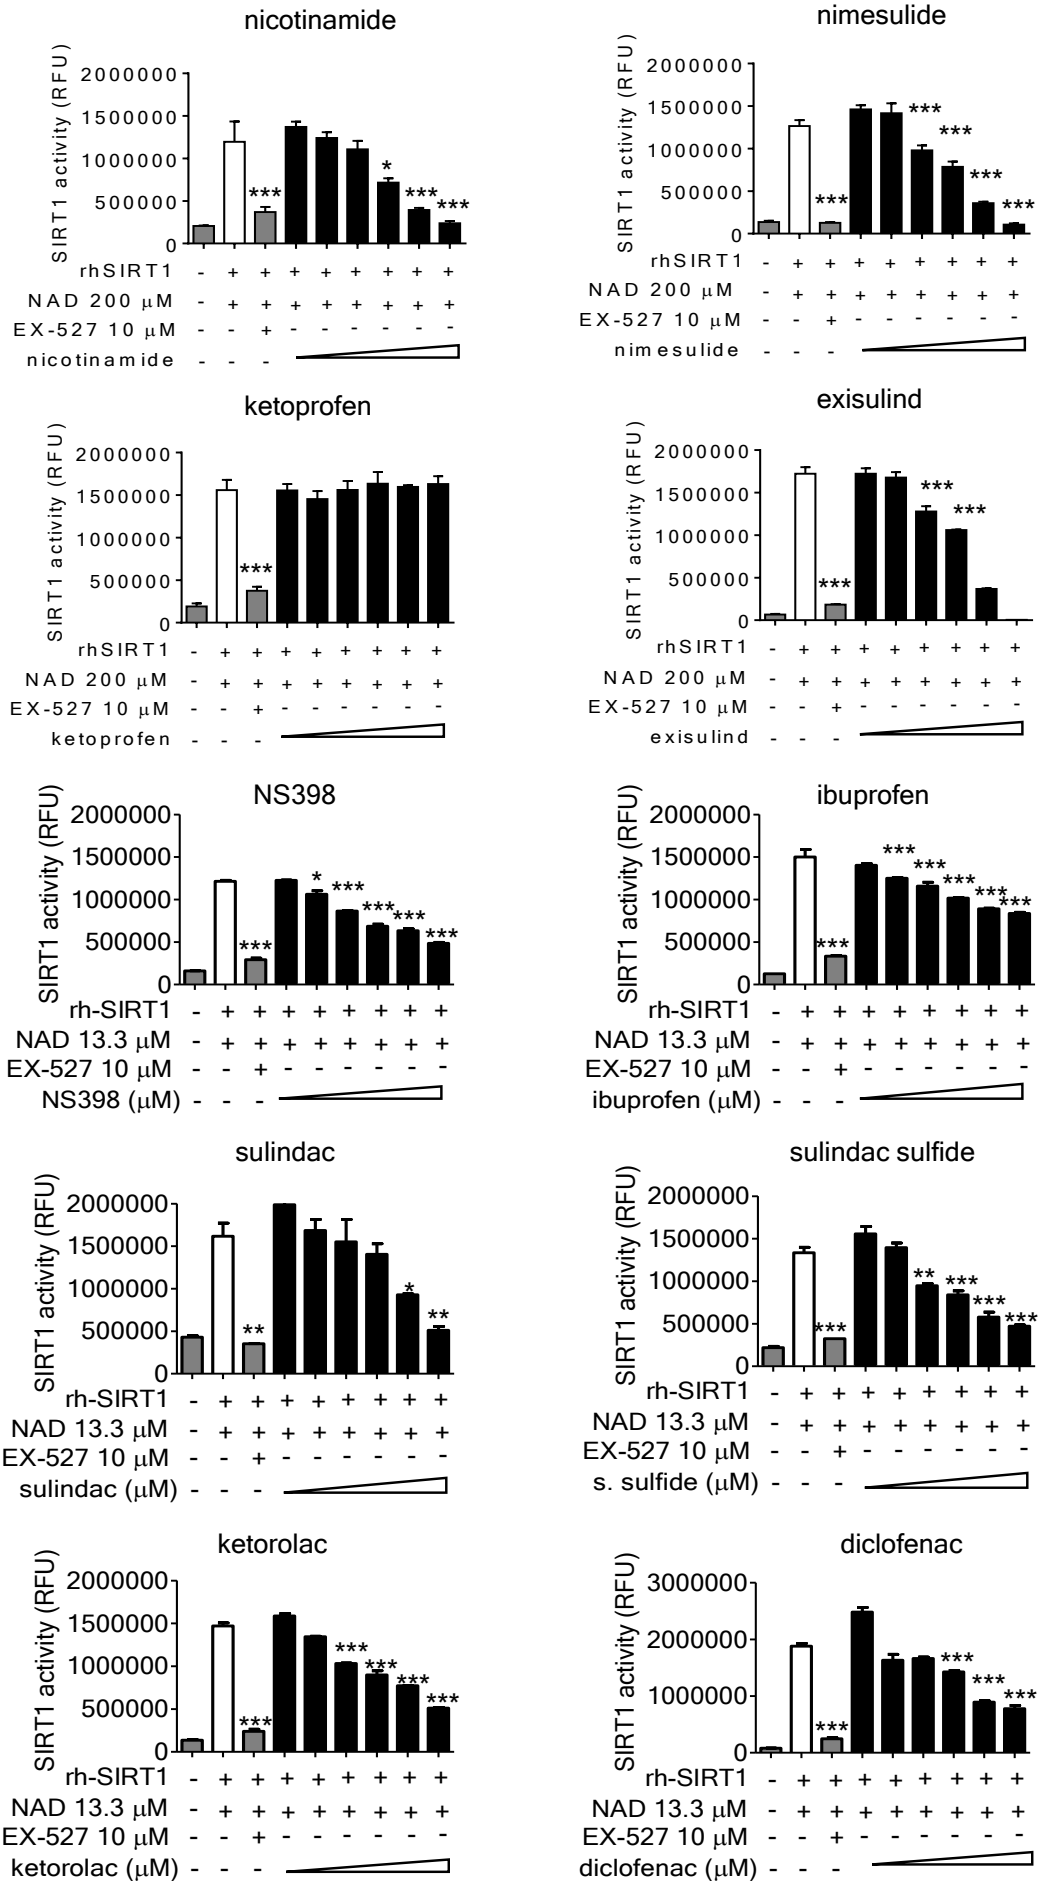 nicotinamide
SIRT1 activity (RFU)
2000000
1500000
1000000
500000
0
*** * *** ***
rhSIRT1 - + + + + + + + +
NAD 200 μM - + + + + + + + +
EX-527 10 μM - - + - - - - - -
nicotinamide - - -
nimesulide
SIRT1 activity (RFU)
2000000
1500000
1000000
500000
0
*** *** *** *** ***
rhSIRT1 - + + + + + + + +
NAD 200 μM - + + + + + + + +
EX-527 10 μM - - + - - - - - -
nimesulide - - -
ketoprofen
SIRT1 activity (RFU)
2000000
1500000
1000000
500000
0
***
rhSIRT1 - + + + + + + + +
NAD 200 μM - + + + + + + + +
EX-527 10 μM - - + - - - - - -
ketoprofen - - -
exisulind
SIRT1 activity (RFU)
2000000
1500000
1000000
500000
0
*** *** ***
rhSIRT1 - + + + + + + + +
NAD 200 μM - + + + + + + + +
EX-527 10 μM - - + - - - - - -
exisulind - - -
NS398
SIRT1 activity (RFU)
2000000
1500000
1000000
500000
0
*** * *** *** *** ***
rh-SIRT1 - + + + + + + + +
NAD 13.3 μM - + + + + + + + +
EX-527 10 μM - - + - - - - - -
NS398 (μM) - - -
ibuprofen
SIRT1 activity (RFU)
2000000
1500000
1000000
500000
0
*** *** *** *** *** ***
rh-SIRT1 - + + + + + + + +
NAD 13.3 μM - + + + + + + + +
EX-527 10 μM - - + - - - - - -
ibuprofen (μM) - - -
sulindac
SIRT1 activity (RFU)
2000000
1500000
1000000
500000
0
** * **
rh-SIRT1 - + + + + + + + +
NAD 13.3 μM - + + + + + + + +
EX-527 10 μM - - + - - - - - -
sulindac (μM) - - -
sulindac sulfide
SIRT1 activity (RFU)
2000000
1500000
1000000
500000
0
*** ** *** *** ***
rh-SIRT1 - + + + + + + + +
NAD 13.3 μM - + + + + + + + +
EX-527 10 μM - - + - - - - - -
s. sulfide (μM) - - -
ketorolac
SIRT1 activity (RFU)
2000000
1500000
1000000
500000
0
*** *** *** *** ***
rh-SIRT1 - + + + + + + + +
NAD 13.3 μM - + + + + + + + +
EX-527 10 μM - - + - - - - - -
ketorolac (μM) - - -
diclofenac
SIRT1 activity (RFU)
3000000
2000000
1000000
0
*** *** *** ***
rh-SIRT1 - + + + + + + + +
NAD 13.3 μM - + + + + + + + +
EX-527 10 μM - - + - - - - - -
diclofenac (μM) - - -